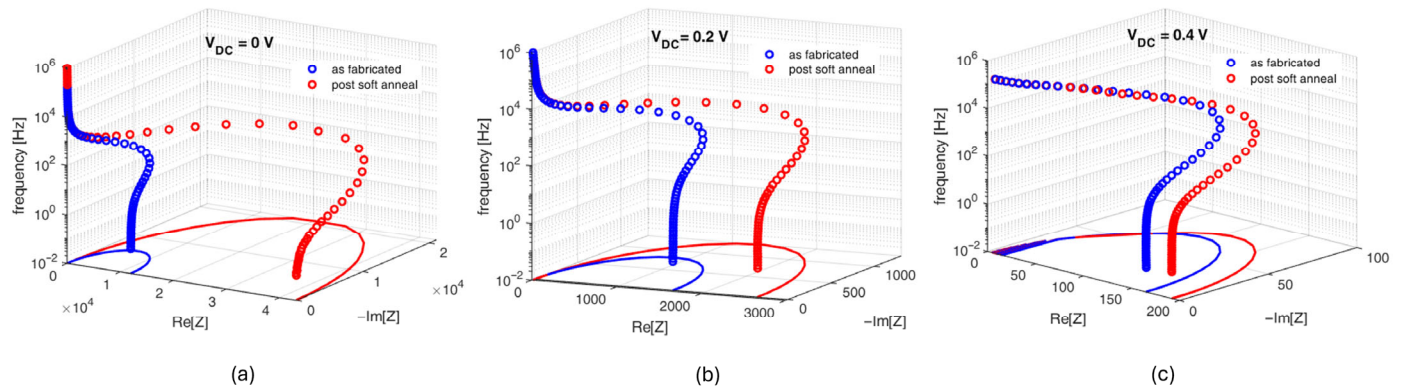 V_DC = 0 V
as fabricated
post soft anneal
frequency [Hz]
10^6
10^4
10^2
10^0
10^-2
0
1
2
3
4
×10^4
Re[Z]
0
1
2
×10^4
−Im[Z]
(a)
V_DC = 0.2 V
as fabricated
post soft anneal
frequency [Hz]
10^6
10^4
10^2
10^0
10^-2
0
1000
2000
3000
Re[Z]
0
500
1000
−Im[Z]
(b)
V_DC = 0.4 V
as fabricated
post soft anneal
frequency [Hz]
10^6
10^4
10^2
10^0
10^-2
0
50
100
150
200
Re[Z]
0
50
100
−Im[Z]
(c)